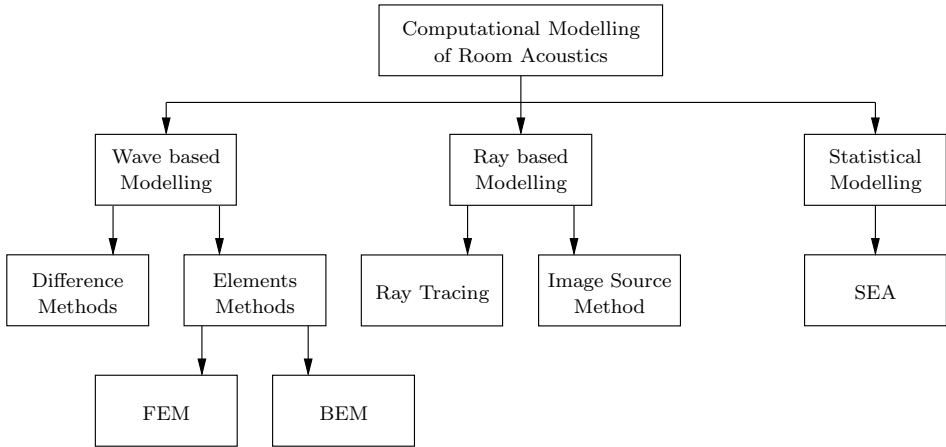 Computational Modelling
of Room Acoustics
Wave based
Modelling
Ray based
Modelling
Statistical
Modelling
Difference
Methods
Elements
Methods
Ray Tracing
Image Source
Method
SEA
FEM
BEM